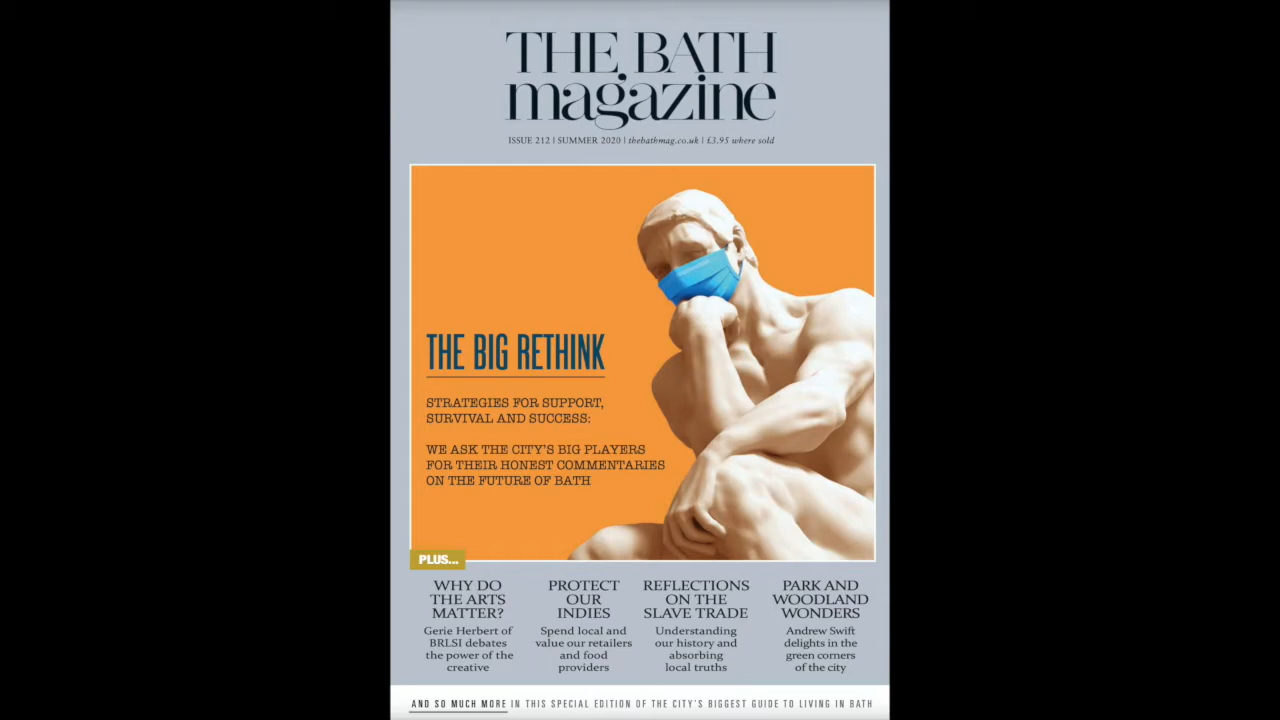 THE BATH
magazine
ISSUE 212 | SUMMER 2020 | thebathmag.co.uk | £3.95 where sold
THE BIG RETHINK
STRATEGIES FOR SUPPORT,
SURVIVAL AND SUCCESS:
WE ASK THE CITY'S BIG PLAYERS
FOR THEIR HONEST COMMENTARIES
ON THE FUTURE OF BATH
PLUS...
WHY DO
THE ARTS
MATTER?
Gerie Herbert of
BRLSI debates
the power of the
creative
PROTECT
OUR
INDIES
Spend local and
value our retailers
and food
providers
REFLECTIONS
ON THE
SLAVE TRADE
Understanding
our history and
absorbing
local truths
PARK AND
WOODLAND
WONDERS
Andrew Swift
delights in the
green corners
of the city
AND SO MUCH MORE IN THIS SPECIAL EDITION OF THE CITY'S BIGGEST GUIDE TO LIVING IN BATH